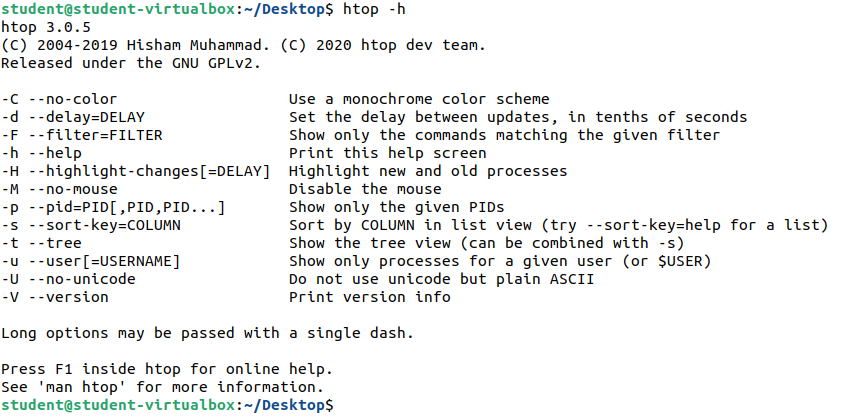 student@student-virtualbox:~/Desktop$ htop -h
htop 3.0.5
(C) 2004-2019 Hisham Muhammad. (C) 2020 htop dev team.
Released under the GNU GPLv2.

-C --no-color                   Use a monochrome color scheme
-d --delay=DELAY                Set the delay between updates, in tenths of seconds
-F --filter=FILTER              Show only the commands matching the given filter
-h --help                       Print this help screen
-H --highlight-changes[=DELAY]  Highlight new and old processes
-M --no-mouse                   Disable the mouse
-p --pid=PID[,PID,PID...]       Show only the given PIDs
-s --sort-key=COLUMN            Sort by COLUMN in list view (try --sort-key=help for a list)
-t --tree                       Show the tree view (can be combined with -s)
-u --user[=USERNAME]            Show only processes for a given user (or $USER)
-U --no-unicode                 Do not use unicode but plain ASCII
-V --version                    Print version info

Long options may be passed with a single dash.

Press F1 inside htop for online help.
See 'man htop' for more information.
student@student-virtualbox:~/Desktop$